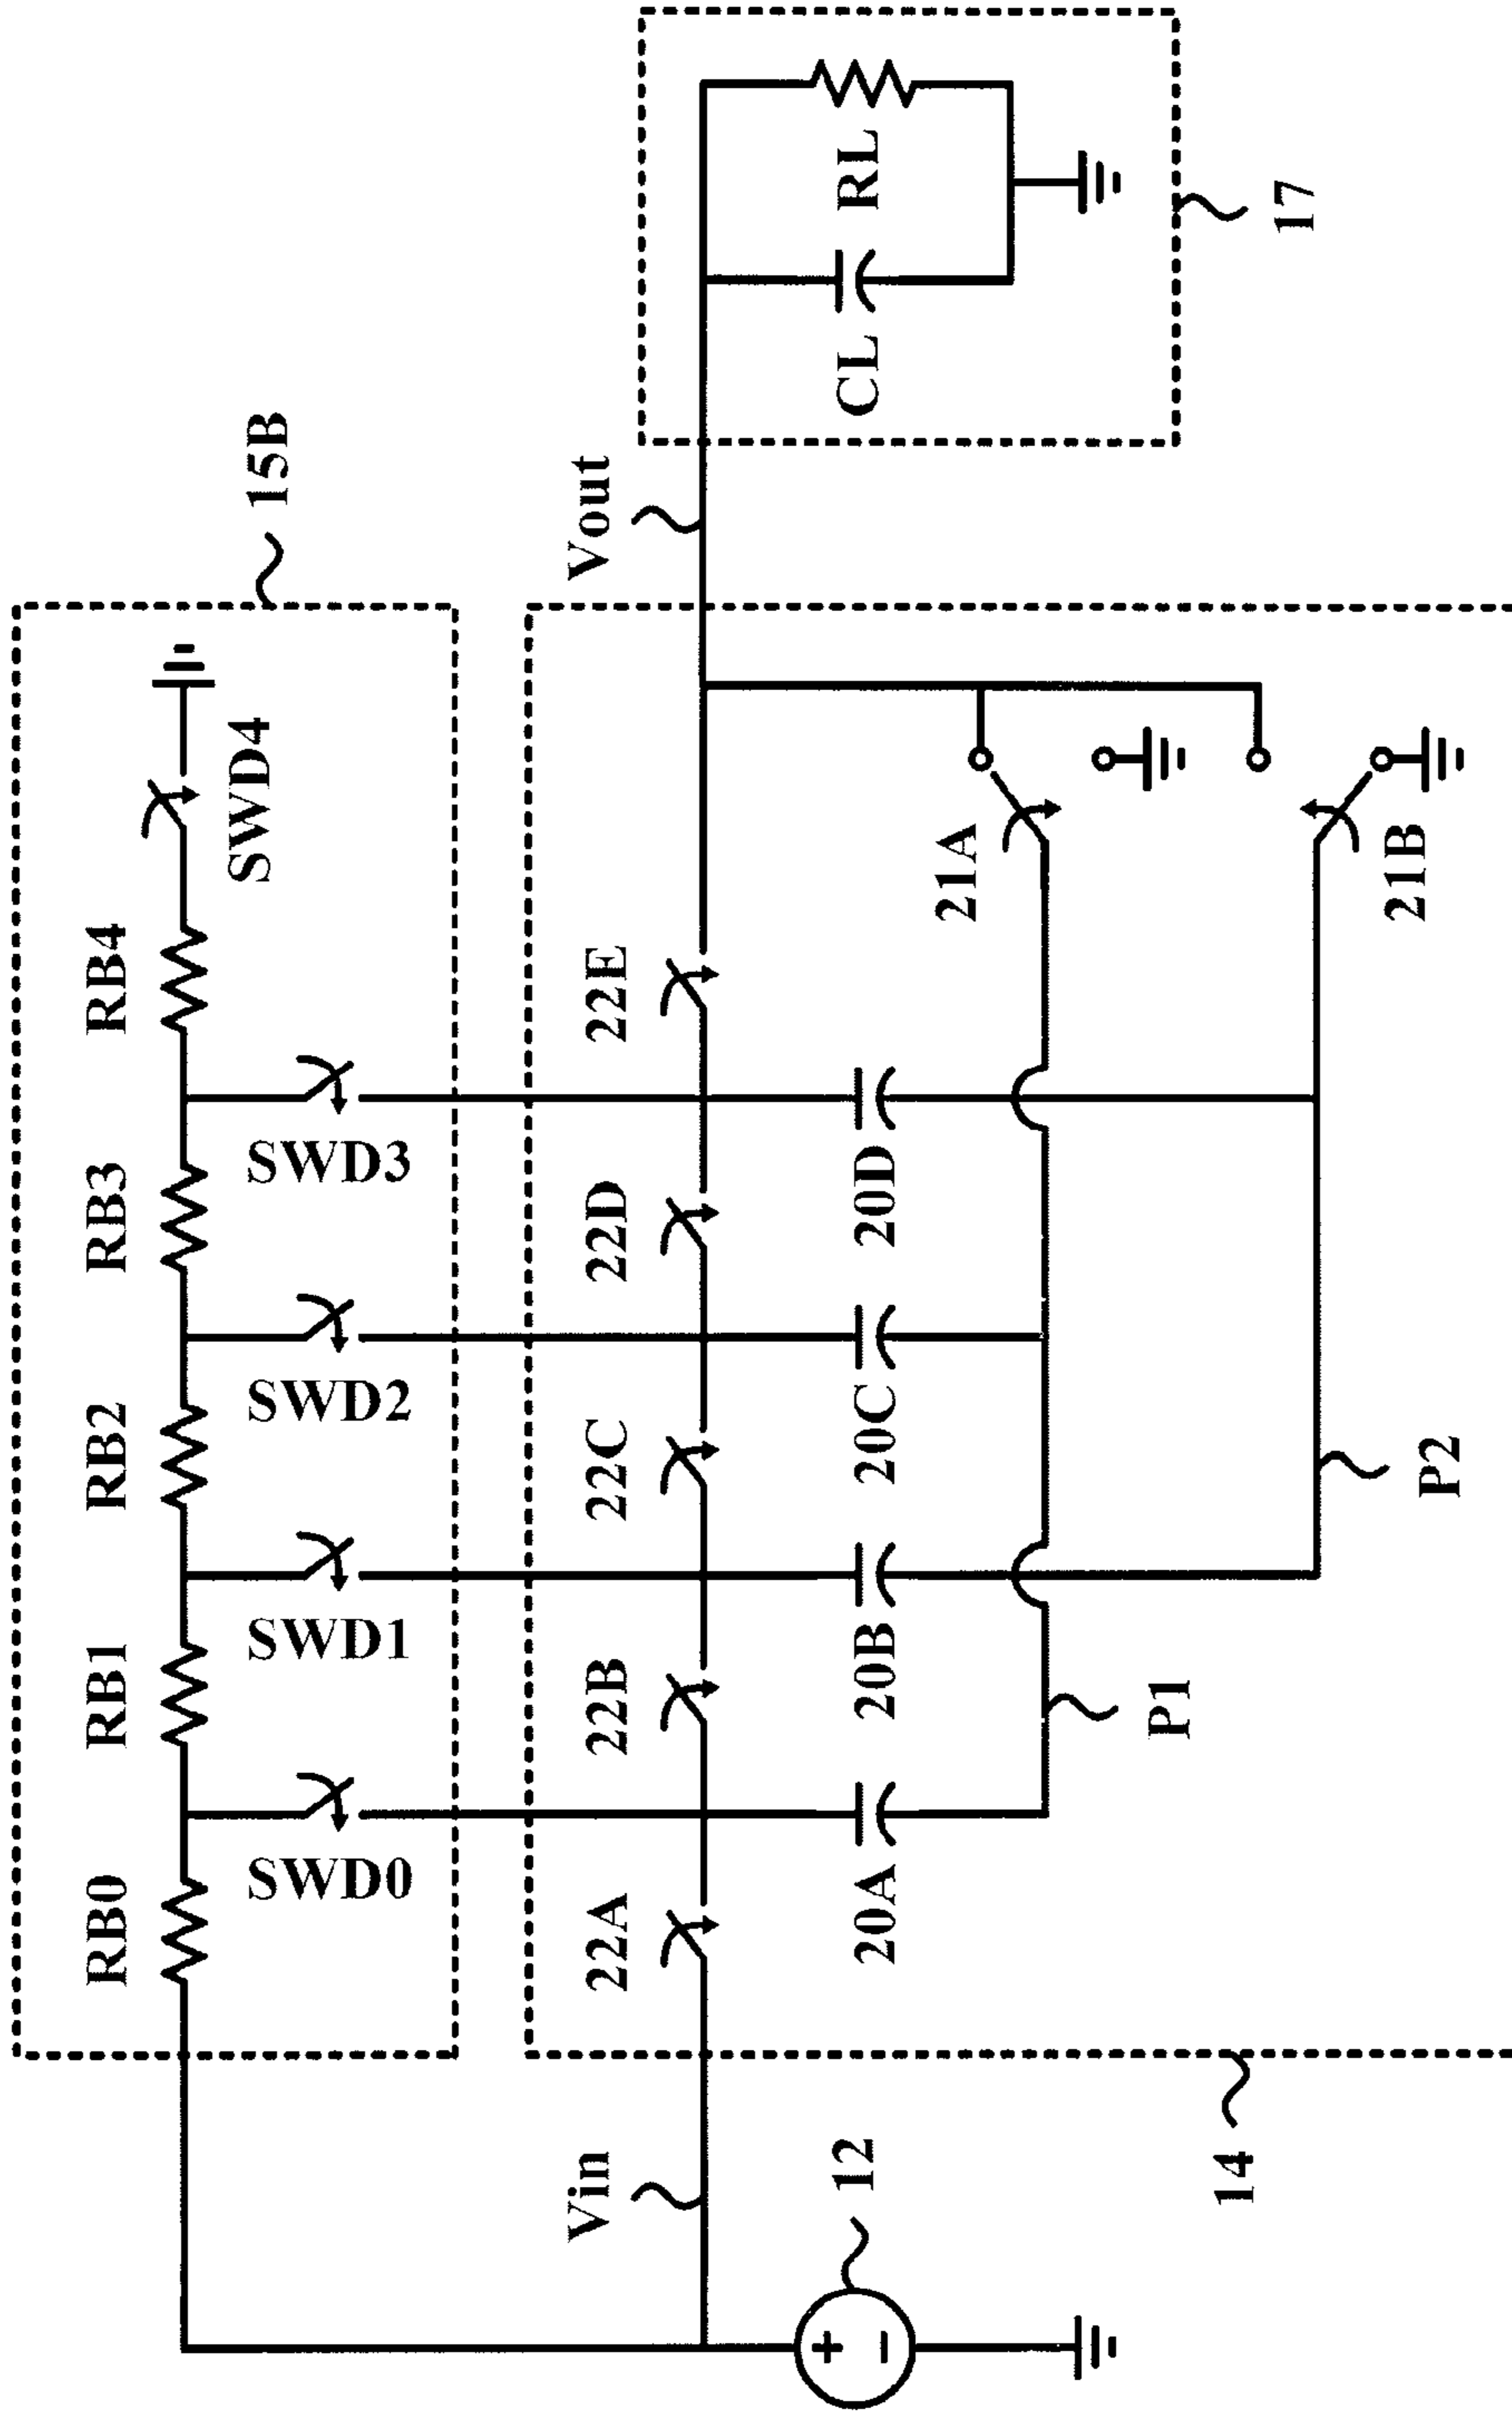 15B
RB0
RB1
RB2
RB3
RB4
SWD0
SWD1
SWD2
SWD3
SWD4
Vin
22A
22B
22C
22D
22E
Vout
12
20A
20B
20C
20D
21A
CL
RL
P1
14
P2
21B
17
+
−